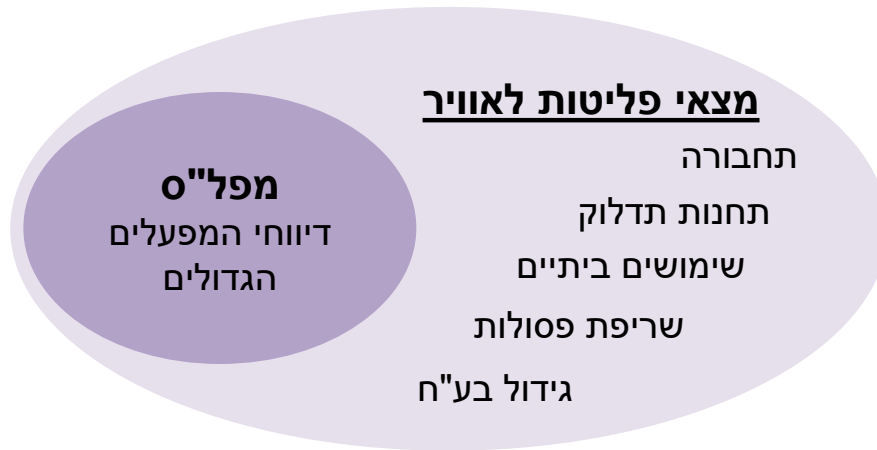 מצאי פליטות לאוויר
תחבורה
תחנות תדלוק
שימושים ביתיים
שריפת פסולות
גידול בע"ח
מפל"ס
דיווחי המפעלים
הגדולים